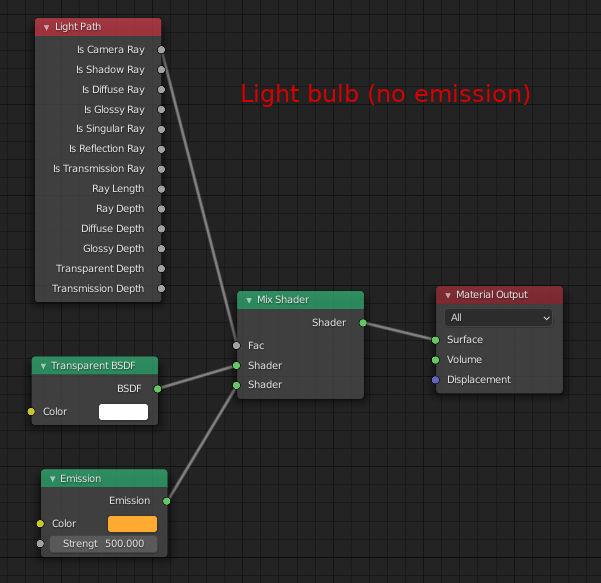 Light Path
Is Camera Ray
Is Shadow Ray
Is Diffuse Ray
Is Glossy Ray
Is Singular Ray
Is Reflection Ray
Is Transmission Ray
Ray Length
Ray Depth
Diffuse Depth
Glossy Depth
Transparent Depth
Transmission Depth
Light bulb (no emission)
Transparent BSDF
BSDF
Color
Emission
Emission
Color
Strengt 500.000
Mix Shader
Shader
Fac
Shader
Shader
Material Output
All
Surface
Volume
Displacement